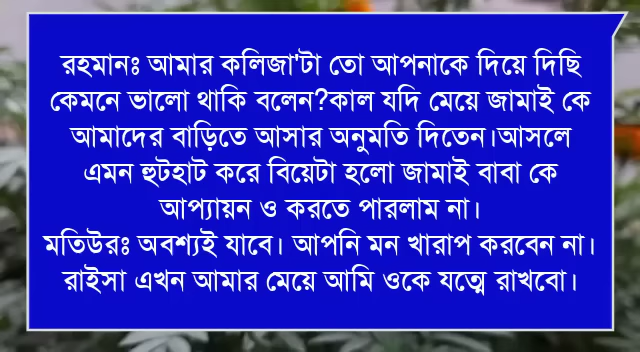 রহমানঃ আমার কলিজা'টা তো আপনাকে দিয়ে দিছি
কেমনে ভালো থাকি বলেন?কাল যদি মেয়ে জামাই কে
আমাদের বাড়িতে আসার অনুমতি দিতেন।আসলে
এমন হুটহাট করে বিয়েটা হলো জামাই বাবা কে
আপ্যায়ন ও করতে পারলাম না।
মতিউরঃ অবশ্যই যাবে। আপনি মন খারাপ করবেন না।
রাইসা এখন আমার মেয়ে আমি ওকে যত্নে রাখবো।